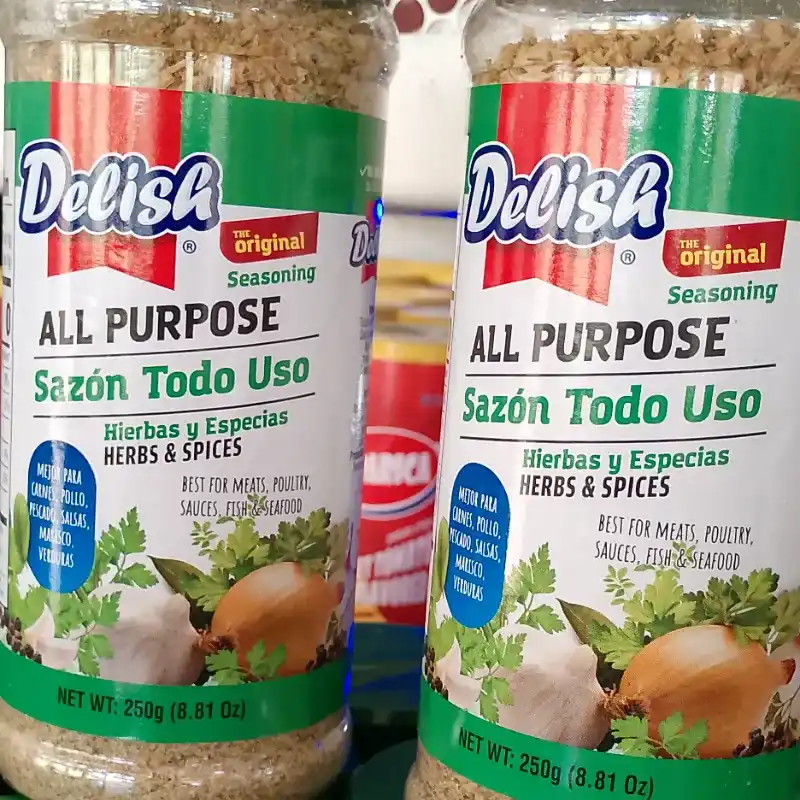 Delish
®
THE
original
Seasoning
ALL PURPOSE
Sazón Todo Uso
Hierbas y Especias
HERBS & SPICES
BEST FOR MEATS, POULTRY,
SAUCES, FISH & SEAFOOD
MEJOR PARA
CARNES, POLLO,
PESCADO, SALSAS,
MARISCO,
VERDURAS
NET WT: 250g (8.81 Oz)
Delish
®
THE
original
Seasoning
ALL PURPOSE
Sazón Todo Uso
Hierbas y Especias
HERBS & SPICES
BEST FOR MEATS, POULTRY,
SAUCES, FISH & SEAFOOD
MEJOR PARA
CARNES, POLLO,
PESCADO, SALSAS,
MARISCO,
VERDURAS
NET WT: 250g (8.81 Oz)